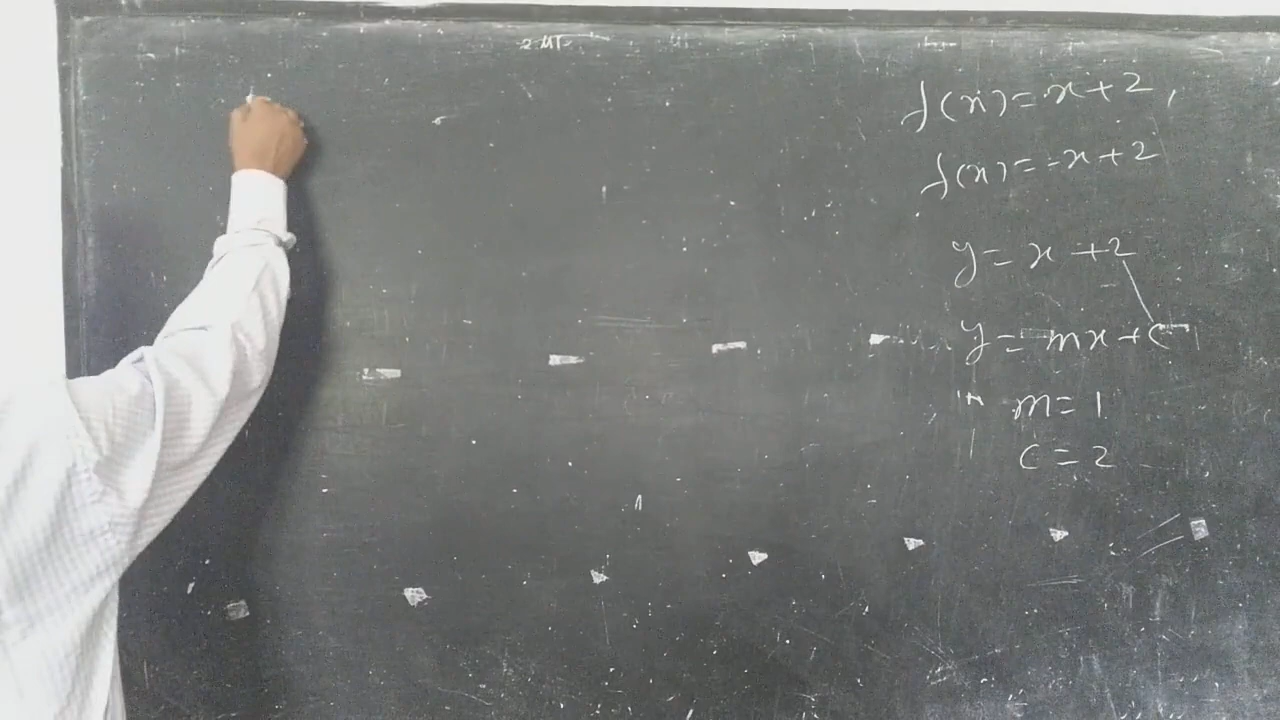 f(x)=x+2,
f(x)=-x+2
y=x+2
y=mx+c
m=1
c=2